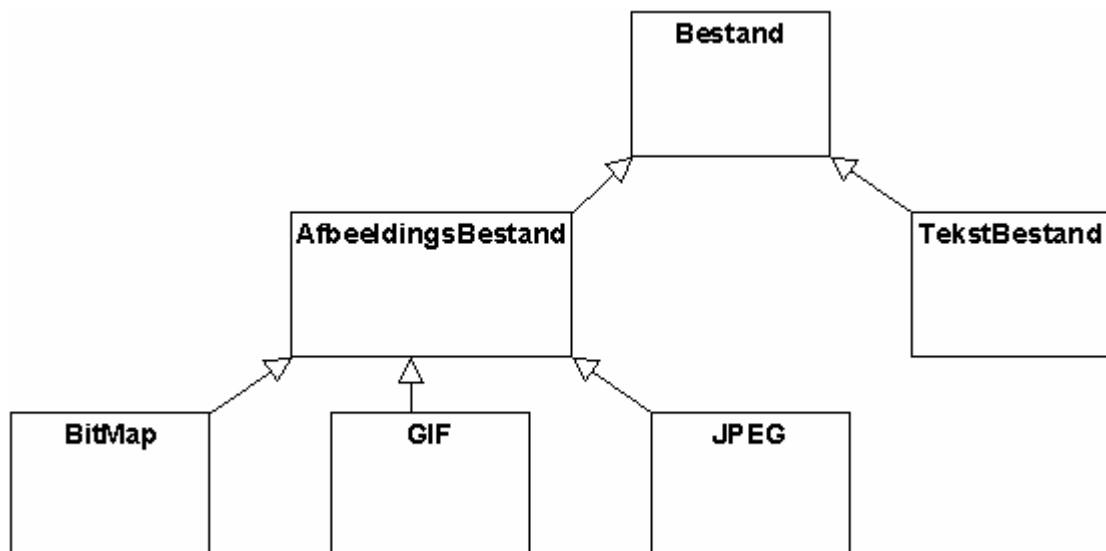 Bestand
AfbeeldingsBestand
TekstBestand
BitMap
GIF
JPEG